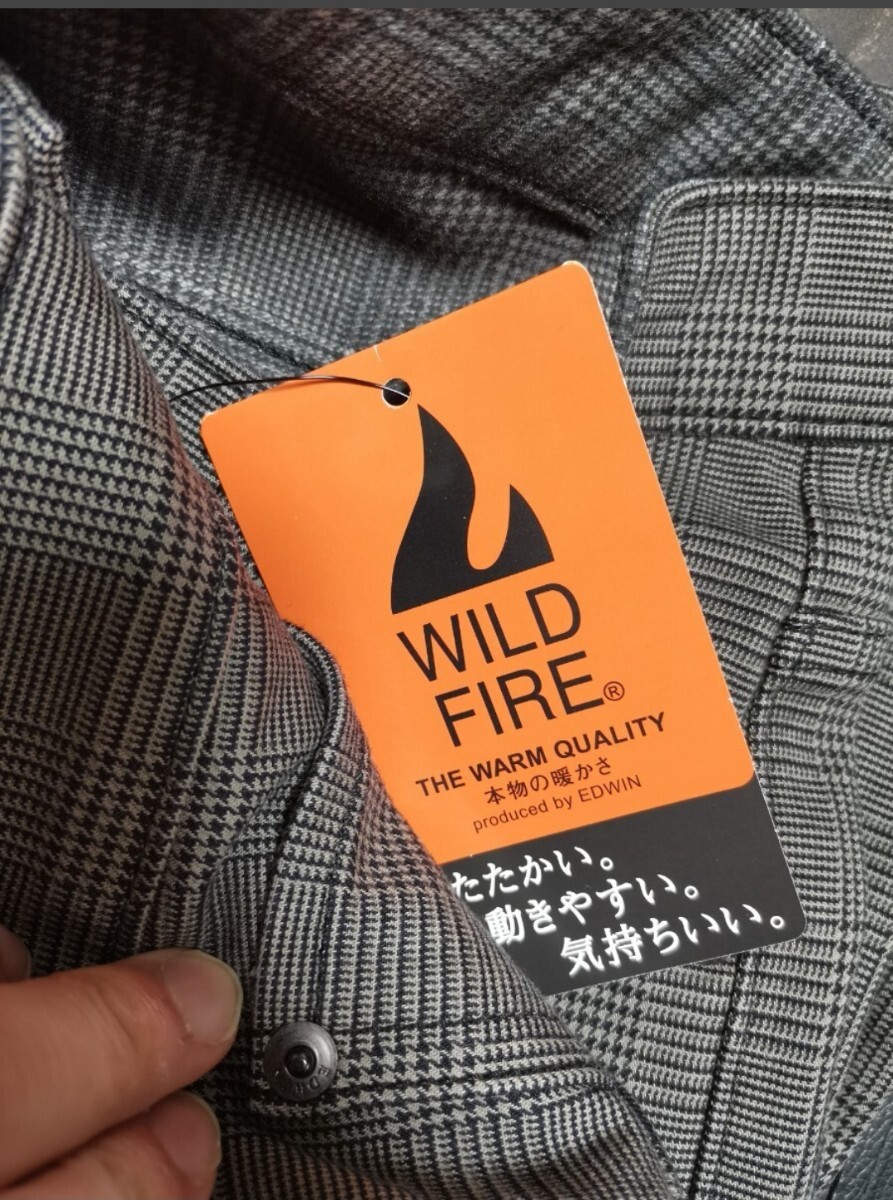 WILD
FIRE®
THE WARM QUALITY
本物の暖かさ
produced by EDWIN
たたかい。
動きやすい。
気持ちいい。